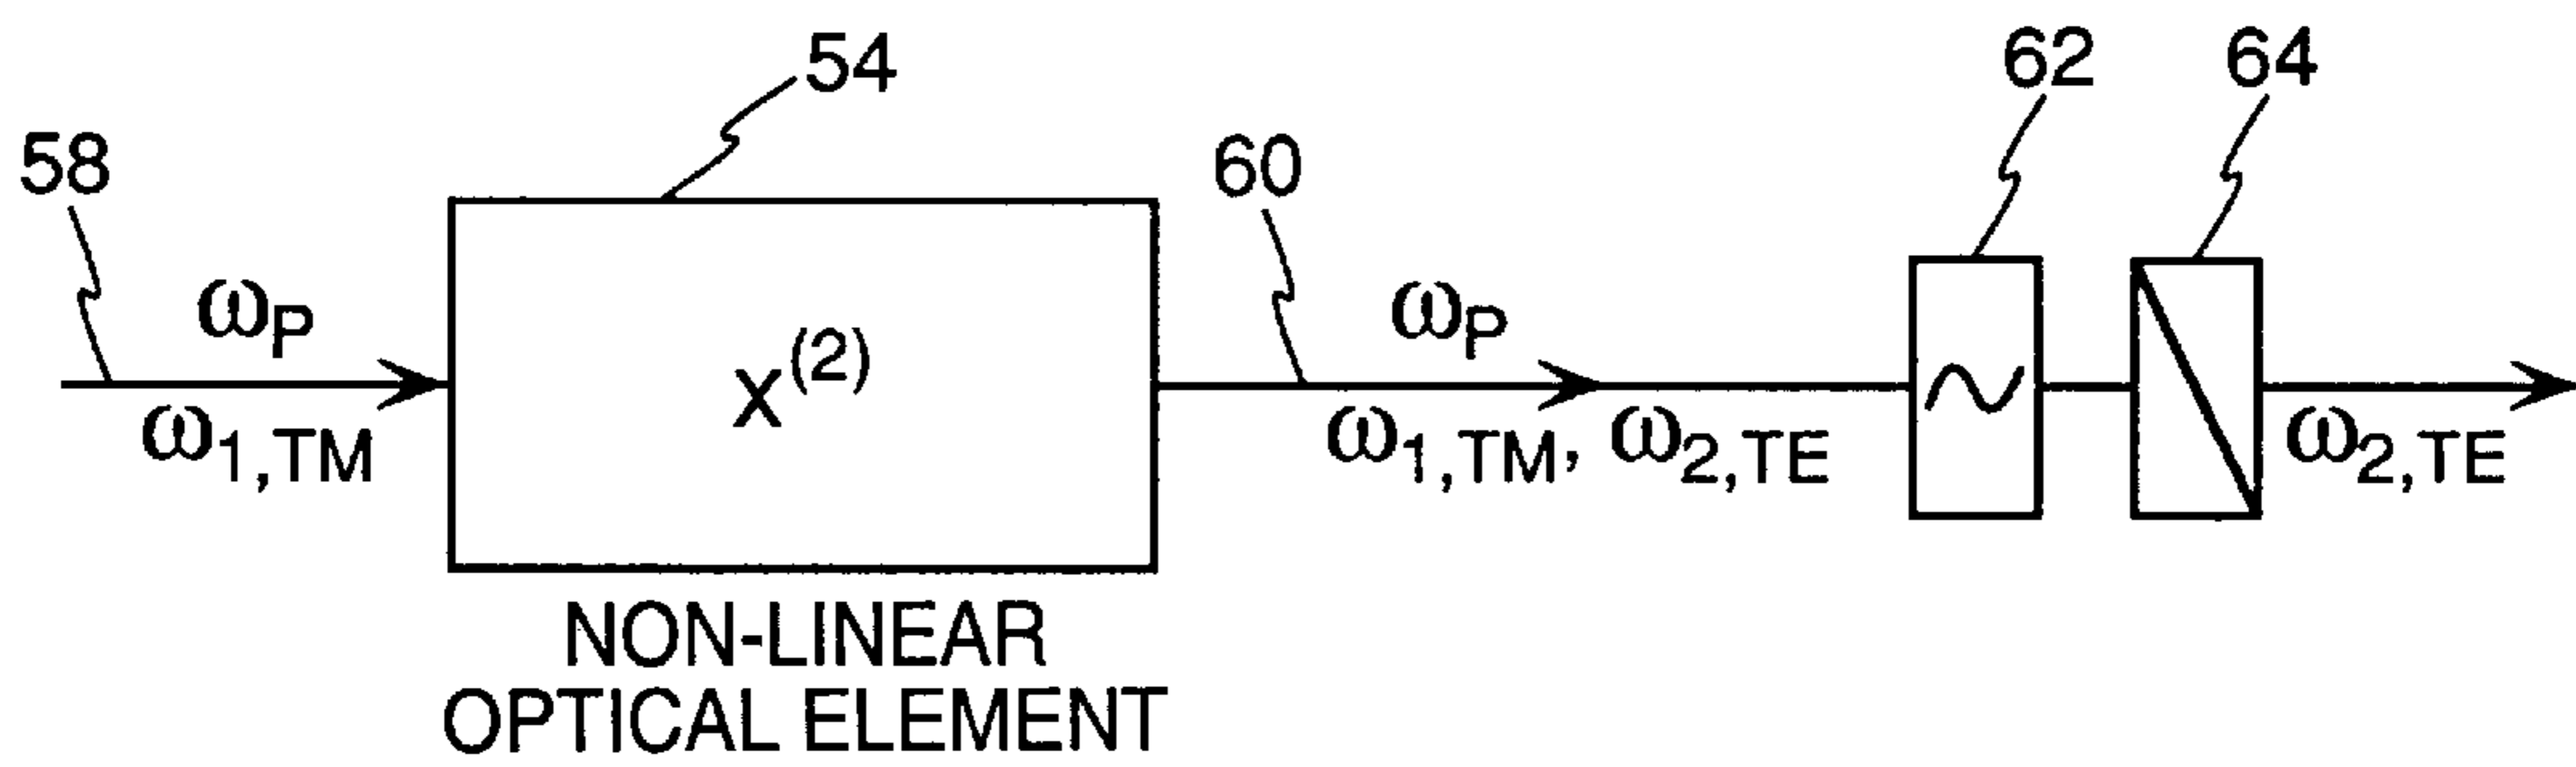 54
62
64
58
60
ωP
ω1,TM
x(2)
ωP
ω1,TM, ω2,TE
ω2,TE
NON-LINEAR
OPTICAL ELEMENT